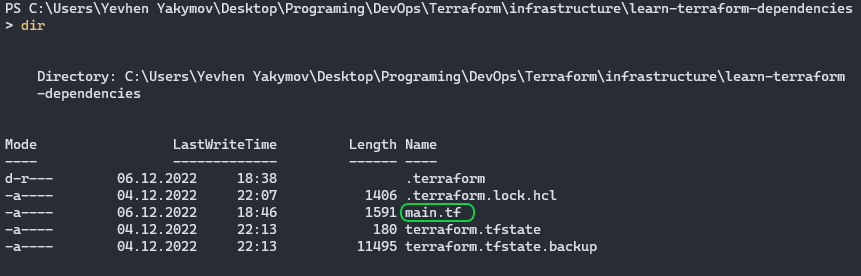 PS C:\Users\Yevhen Yakymov\Desktop\Programing\DevOps\Terraform\infrastructure\learn-terraform-dependencies
> dir
Directory: C:\Users\Yevhen Yakymov\Desktop\Programing\DevOps\Terraform\infrastructure\learn-terraform
-dependencies
Mode                 LastWriteTime         Length Name
----                 -------------         ------ ----
d-r---        06.12.2022     18:38                .terraform
-a----        04.12.2022     22:07           1406 .terraform.lock.hcl
-a----        06.12.2022     18:46           1591 main.tf
-a----        04.12.2022     22:13            180 terraform.tfstate
-a----        04.12.2022     22:13          11495 terraform.tfstate.backup